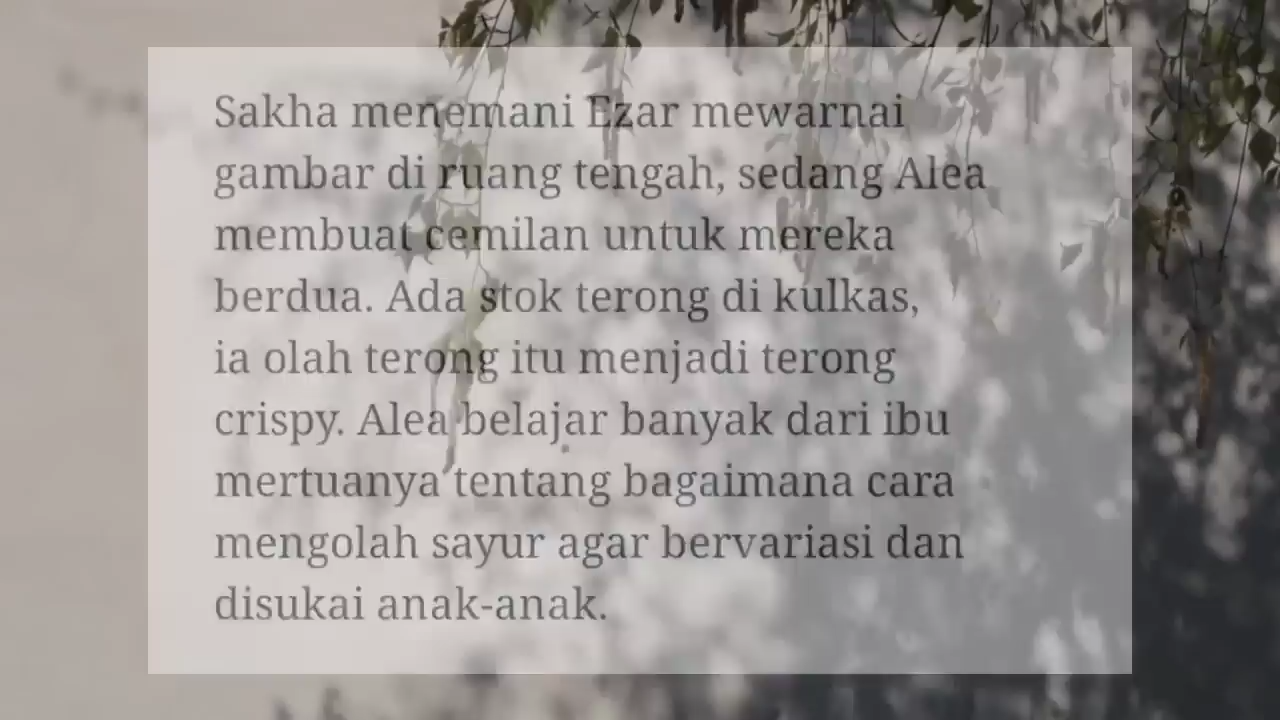 Sakha menemani Ezar mewarnai
gambar di ruang tengah, sedang Alea
membuat cemilan untuk mereka
berdua. Ada stok terong di kulkas,
ia olah terong itu menjadi terong
crispy. Alea belajar banyak dari ibu
mertuanya tentang bagaimana cara
mengolah sayur agar bervariasi dan
disukai anak-anak.